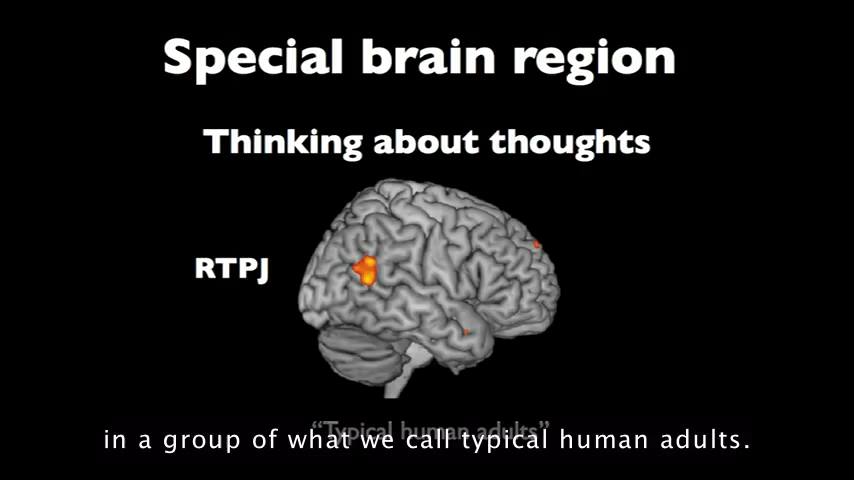 Special brain region
Thinking about thoughts
RTPJ
“Typical human adults”
in a group of what we call typical human adults.